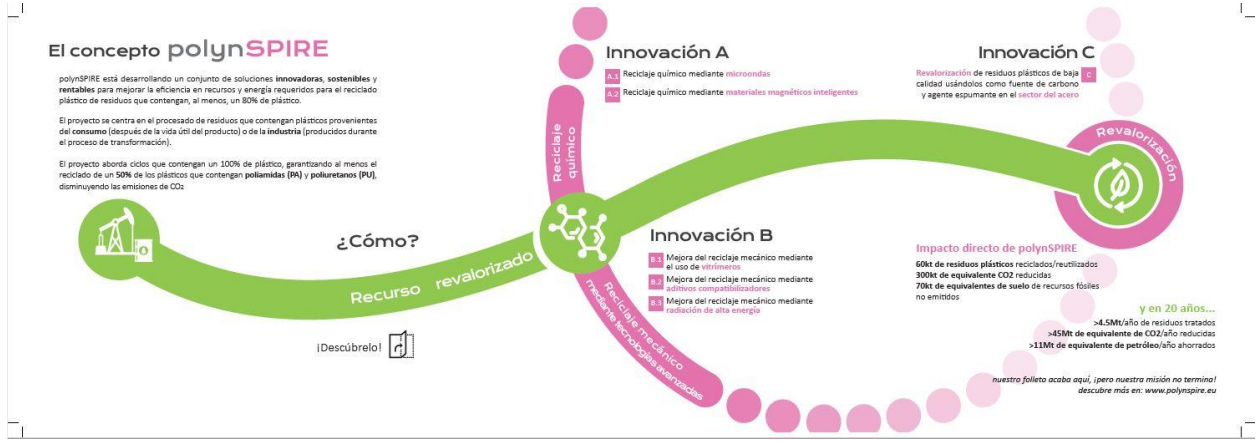 El concepto polynSPIRE
polynSPIRE está desarrollando un conjunto de soluciones innovadoras, sostenibles y
rentables para mejorar la eficiencia en recursos y energía requeridos para el reciclado
plástico de residuos que contengan, al menos, un 80% de plástico.
El proyecto se centra en el procesado de residuos que contengan plásticos provenientes
del consumo (después de la vida útil del producto) o de la industria (producidos durante
el proceso de transformación).
El proyecto aborda ciclos que contengan un 100% de plástico, garantizando al menos el
reciclado de un 50% de los plásticos que contengan poliamidas (PA) y poliuretanos (PU),
disminuyendo las emisiones de CO2
¿Cómo?
Recurso revalorizado
¡Descúbrelo!
Reciclaje
químico
Innovación A
A.1 Reciclaje químico mediante microondas
A.2 Reciclaje químico mediante materiales magnéticos inteligentes
Innovación B
B.1 Mejora del reciclaje mecánico mediante
el uso de vitrímeros
B.2 Mejora del reciclaje mecánico mediante
aditivos compatibilizadores
B.3 Mejora del reciclaje mecánico mediante
radiación de alta energía
Reciclaje mecánico
mediante tecnologías avanzadas
Innovación C
Revalorización de residuos plásticos de baja C
calidad usándolos como fuente de carbono
y agente espumante en el sector del acero
Revalorización
Impacto directo de polynSPIRE
60kt de residuos plásticos reciclados/reutilizados
300kt de equivalente CO2 reducidas
70kt de equivalentes de suelo de recursos fósiles
no emitidos
y en 20 años...
>4.5Mt/año de residuos tratados
>45Mt de equivalente de CO2/año reducidas
>11Mt de equivalente de petróleo/año ahorrados
nuestro folleto acaba aquí, ¡pero nuestra misión no termina!
descubre más en: www.polynspire.eu